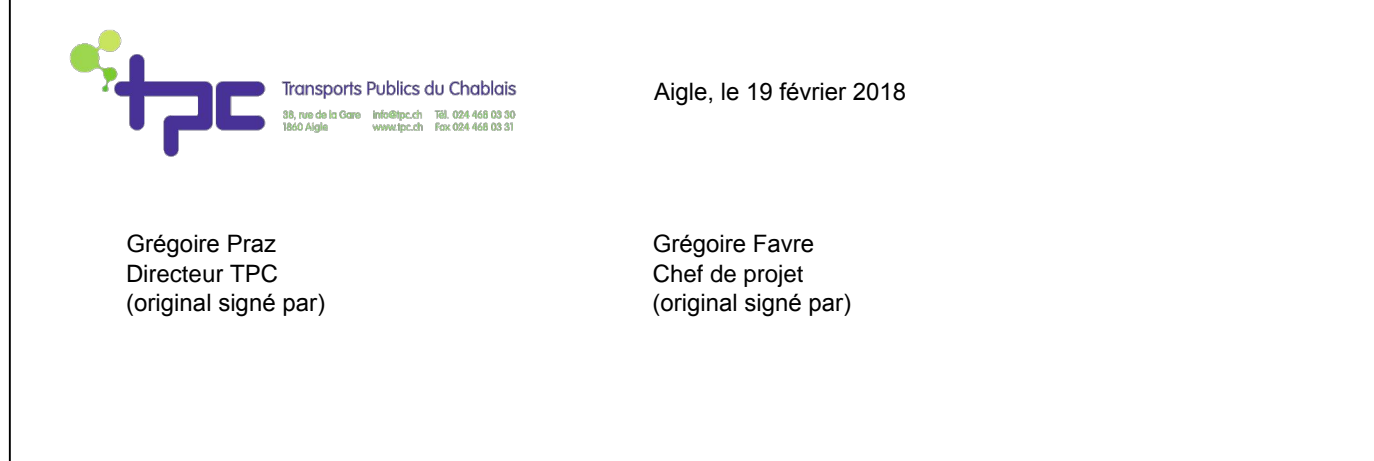 tpc
Transports Publics du Chablais
38, rue de la Gare info@tpc.ch Tél. 024 468 03 30
1860 Aigle www.tpc.ch Fax 024 468 03 31
Aigle, le 19 février 2018
Grégoire Praz
Directeur TPC
(original signé par)
Grégoire Favre
Chef de projet
(original signé par)